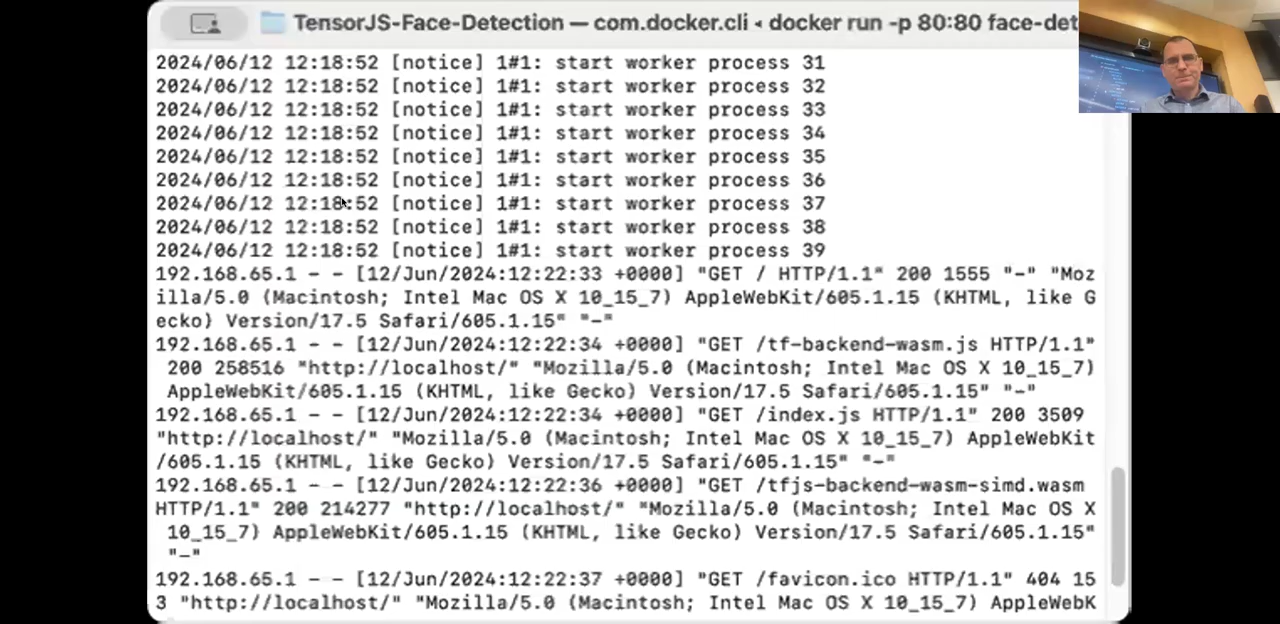 TensorJS-Face-Detection — com.docker.cli ◂ docker run -p 80:80 face-det
2024/06/12 12:18:52 [notice] 1#1: start worker process 31
2024/06/12 12:18:52 [notice] 1#1: start worker process 32
2024/06/12 12:18:52 [notice] 1#1: start worker process 33
2024/06/12 12:18:52 [notice] 1#1: start worker process 34
2024/06/12 12:18:52 [notice] 1#1: start worker process 35
2024/06/12 12:18:52 [notice] 1#1: start worker process 36
2024/06/12 12:18:52 [notice] 1#1: start worker process 37
2024/06/12 12:18:52 [notice] 1#1: start worker process 38
2024/06/12 12:18:52 [notice] 1#1: start worker process 39
192.168.65.1 - - [12/Jun/2024:12:22:33 +0000] "GET / HTTP/1.1" 200 1555 "-" "Moz
illa/5.0 (Macintosh; Intel Mac OS X 10_15_7) AppleWebKit/605.1.15 (KHTML, like G
ecko) Version/17.5 Safari/605.1.15" "-"
192.168.65.1 - - [12/Jun/2024:12:22:34 +0000] "GET /tf-backend-wasm.js HTTP/1.1"
200 258516 "http://localhost/" "Mozilla/5.0 (Macintosh; Intel Mac OS X 10_15_7)
AppleWebKit/605.1.15 (KHTML, like Gecko) Version/17.5 Safari/605.1.15" "-"
192.168.65.1 - - [12/Jun/2024:12:22:34 +0000] "GET /index.js HTTP/1.1" 200 3509
"http://localhost/" "Mozilla/5.0 (Macintosh; Intel Mac OS X 10_15_7) AppleWebKit
/605.1.15 (KHTML, like Gecko) Version/17.5 Safari/605.1.15" "-"
192.168.65.1 - - [12/Jun/2024:12:22:36 +0000] "GET /tfjs-backend-wasm-simd.wasm
HTTP/1.1" 200 214277 "http://localhost/" "Mozilla/5.0 (Macintosh; Intel Mac OS X
10_15_7) AppleWebKit/605.1.15 (KHTML, like Gecko) Version/17.5 Safari/605.1.15"
"-"
192.168.65.1 - - [12/Jun/2024:12:22:37 +0000] "GET /favicon.ico HTTP/1.1" 404 15
3 "http://localhost/" "Mozilla/5.0 (Macintosh; Intel Mac OS X 10_15_7) AppleWebK